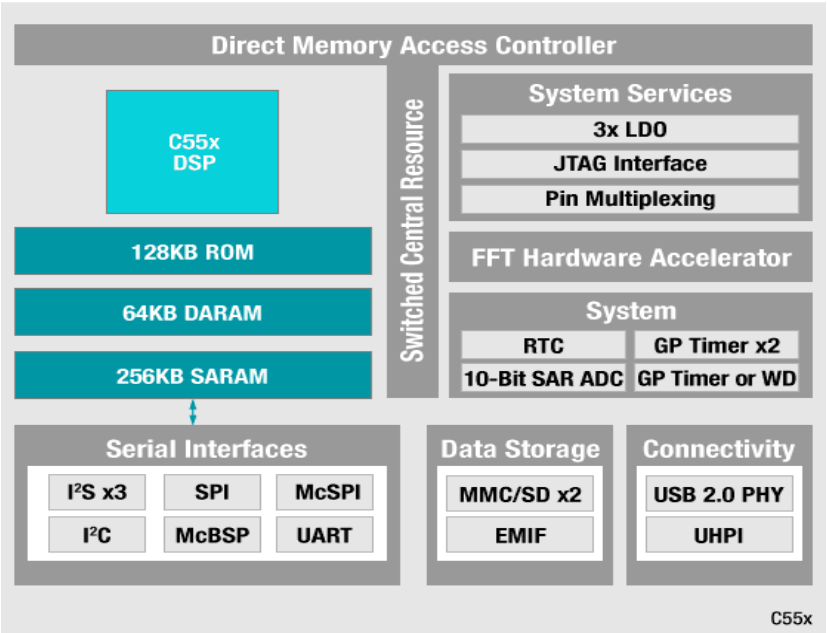 Direct Memory Access Controller
C55x
DSP
128KB ROM
64KB DARAM
256KB SARAM
Switched Central Resource
System Services
3x LDO
JTAG Interface
Pin Multiplexing
FFT Hardware Accelerator
System
RTC
GP Timer x2
10-Bit SAR ADC
GP Timer or WD
Serial Interfaces
I²S x3
SPI
McSPI
I²C
McBSP
UART
Data Storage
MMC/SD x2
EMIF
Connectivity
USB 2.0 PHY
UHPI
C55x